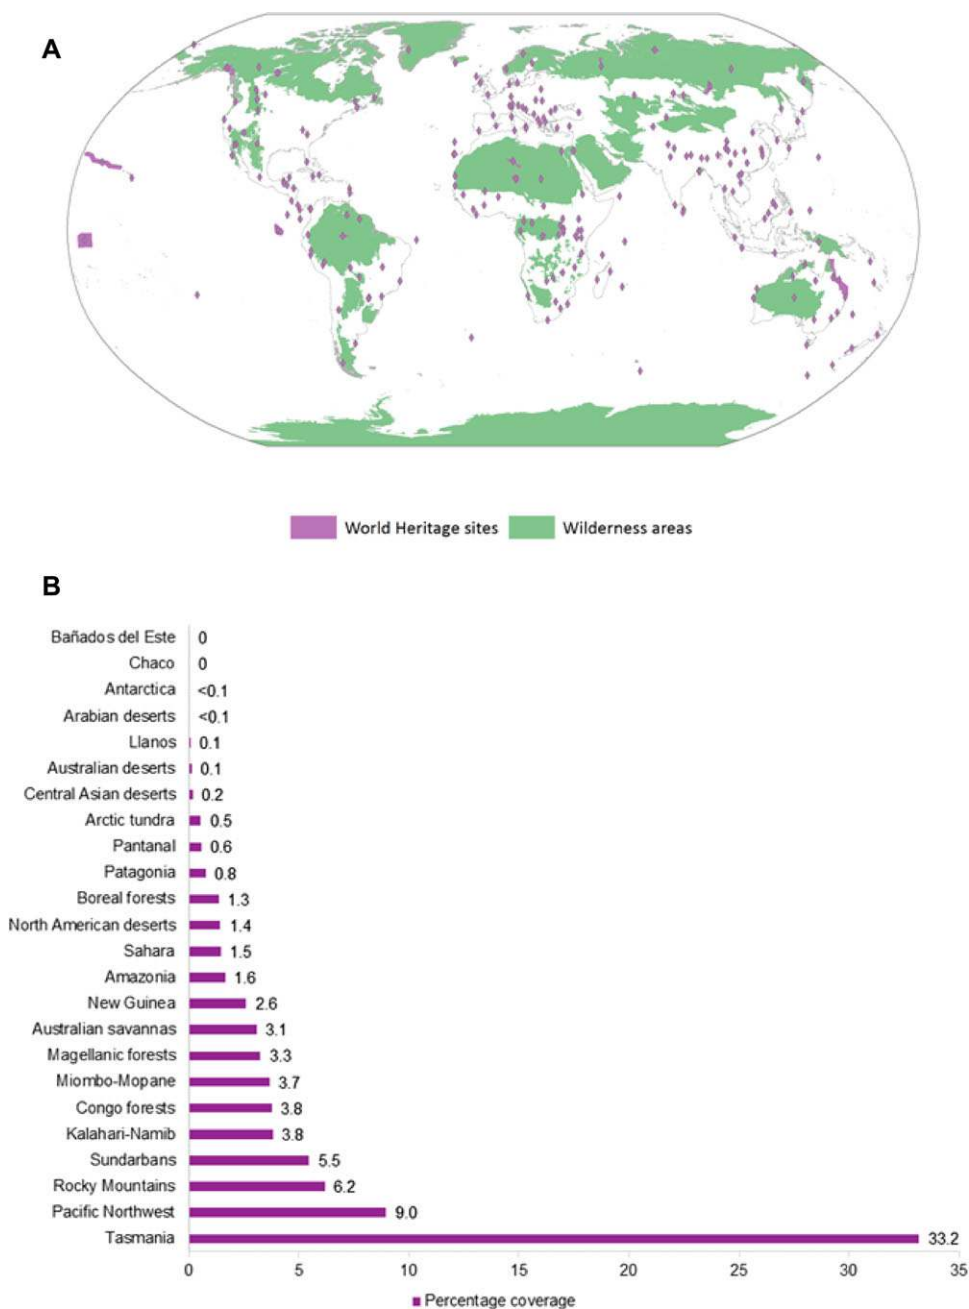 A
World Heritage sites Wilderness areas
B
Bañados del Este 0
Chaco 0
Antarctica <0.1
Arabian deserts <0.1
Llanos 0.1
Australian deserts 0.1
Central Asian deserts 0.2
Arctic tundra 0.5
Pantanal 0.6
Patagonia 0.8
Boreal forests 1.3
North American deserts 1.4
Sahara 1.5
Amazonia 1.6
New Guinea 2.6
Australian savannas 3.1
Magellanic forests 3.3
Miombo-Mopane 3.7
Congo forests 3.8
Kalahari-Namib 3.8
Sundarbans 5.5
Rocky Mountains 6.2
Pacific Northwest 9.0
Tasmania 33.2
0 5 10 15 20 25 30 35
Percentage coverage